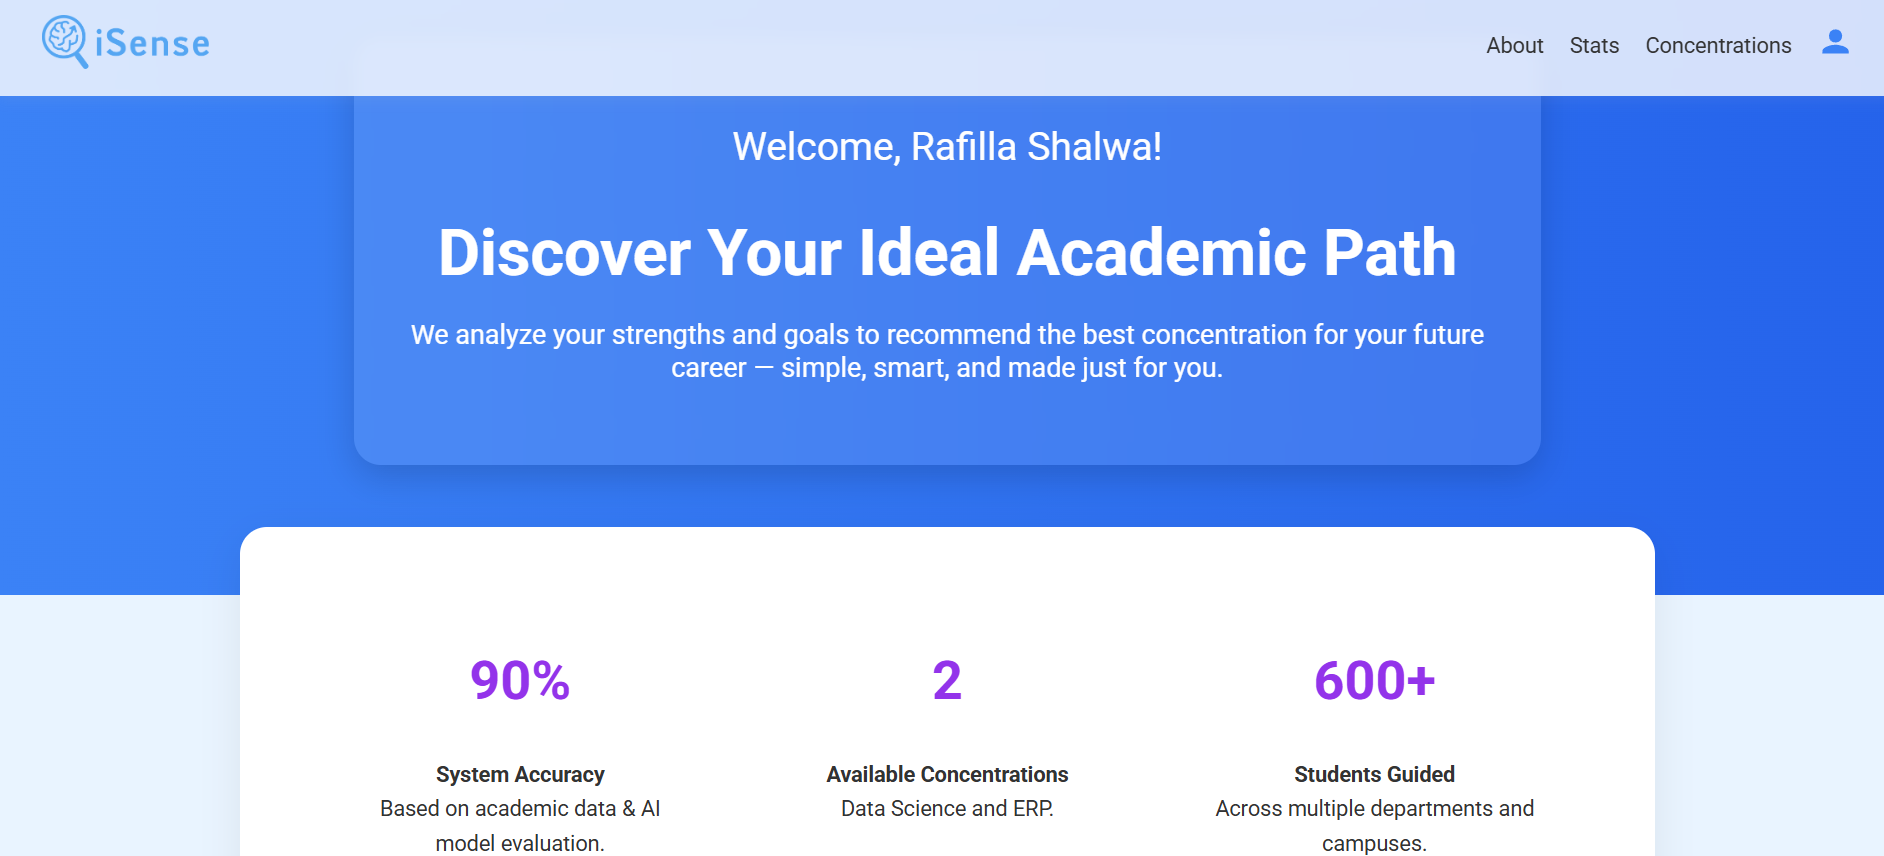 iSense
About Stats Concentrations
Welcome, Rafilla Shalwa!
Discover Your Ideal Academic Path
We analyze your strengths and goals to recommend the best concentration for your future
career — simple, smart, and made just for you.
90%
System Accuracy
Based on academic data & AI
model evaluation.
2
Available Concentrations
Data Science and ERP.
600+
Students Guided
Across multiple departments and
campuses.